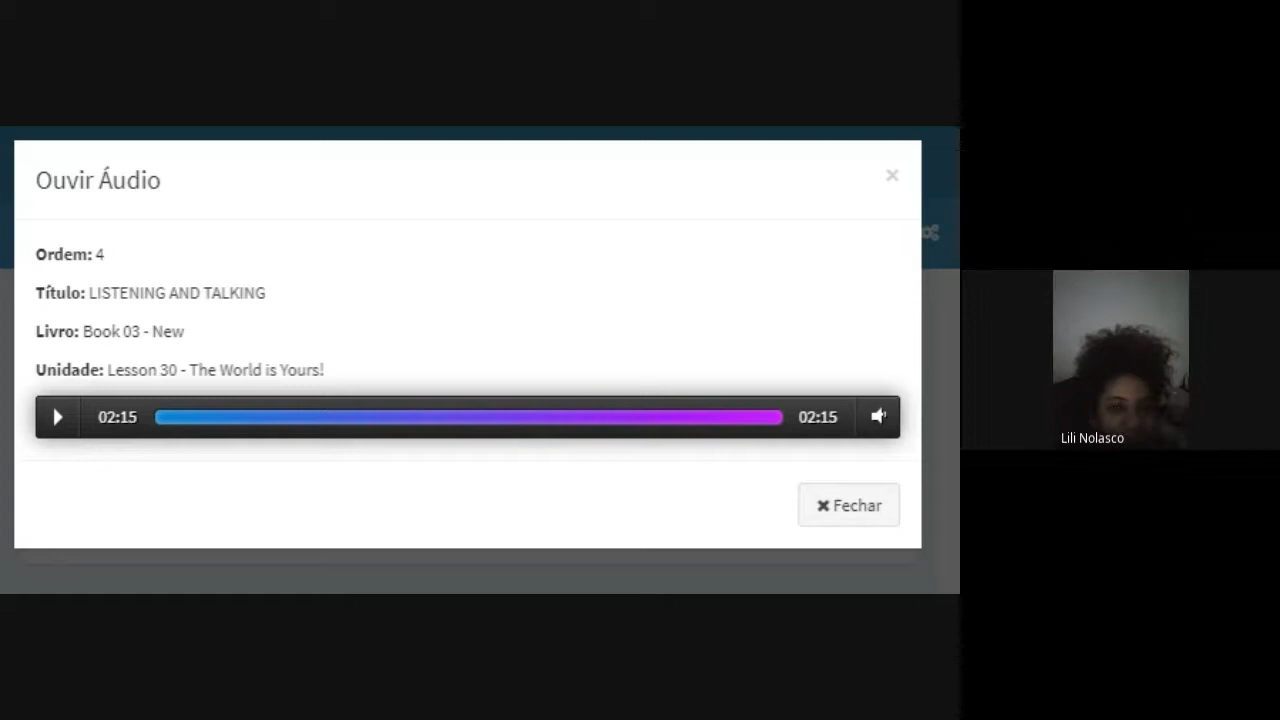 Ouvir Áudio
×
Ordem: 4
Título: LISTENING AND TALKING
Livro: Book 03 - New
Unidade: Lesson 30 - The World is Yours!
02:15
02:15
Fechar
Lili Nolasco